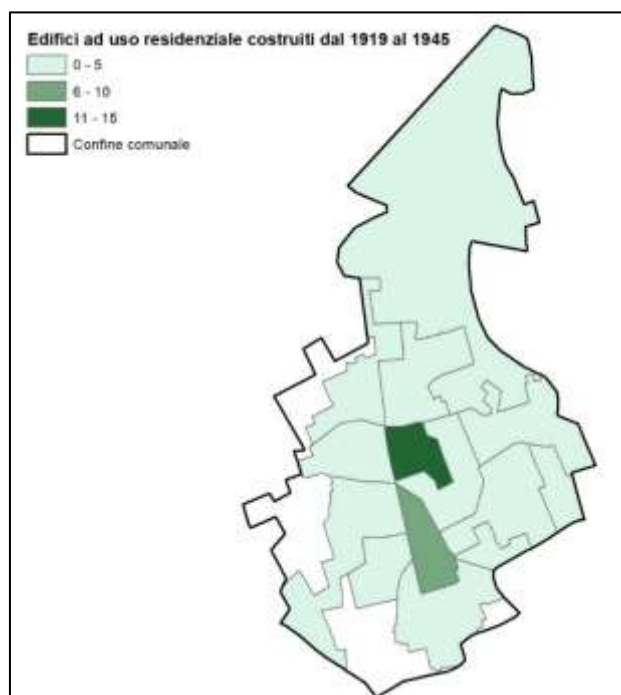 Edifici ad uso residenziale costruiti dal 1919 al 1945
0 - 5
6 - 10
11 - 15
Confine comunale